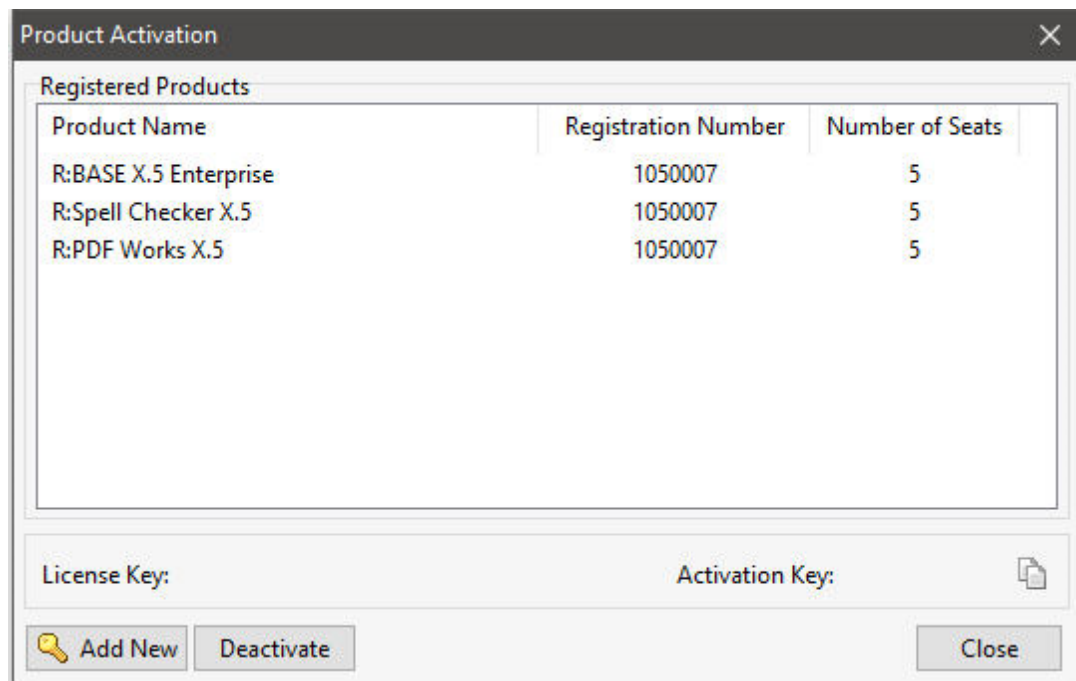 Product Activation
Registered Products
Product Name Registration Number Number of Seats
R:BASE X.5 Enterprise 1050007 5
R:Spell Checker X.5 1050007 5
R:PDF Works X.5 1050007 5
License Key: Activation Key:
Add New Deactivate Close